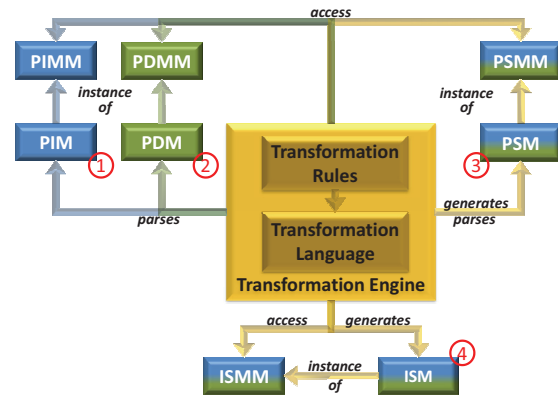 access
PIMM
PDMM
PSMM
instance
of
instance
of
PIM
PDM
PSM
1
2
3
Transformation
Rules
Transformation
Language
Transformation Engine
parses
generates
parses
access
generates
4
ISMM
instance
of
ISM